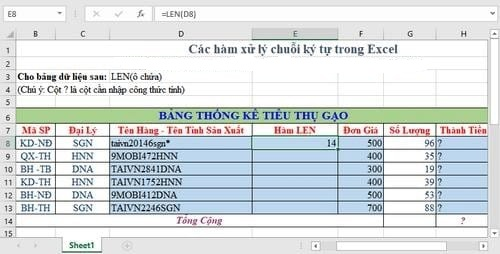 E8 fx =LEN(D8)
B C D E F G H
1 Các hàm xử lý chuỗi ký tự trong Excel
2
3 Cho bảng dữ liệu sau: LEN(ô chứa)
4 (Chú ý: Cột ? là cột cần nhập công thức tính)
5
6 BẢNG THỐNG KÊ TIÊU THỤ GẠO
7 Mã SP Đại Lý Tên Hàng - Tên Tỉnh Sản Xuất Hàm LEN Đơn Giá Số Lượng Thành Tiền
8 KD-NĐ SGN taivn20146sgn* 14 500 96 ?
9 QX-TH HNN 9MOBI472HNN 400 35 ?
10 BH -TB DNA TAIVN2841DNA 300 19 ?
11 KD-TH HNN TAIVN1752HNN 400 39 ?
12 BH-NĐ DNA 9MOBI412DNA 500 53 ?
13 BH-TH SGN TAIVN2246SGN 700 88 ?
14 Tổng Cộng ?
15
Sheet1